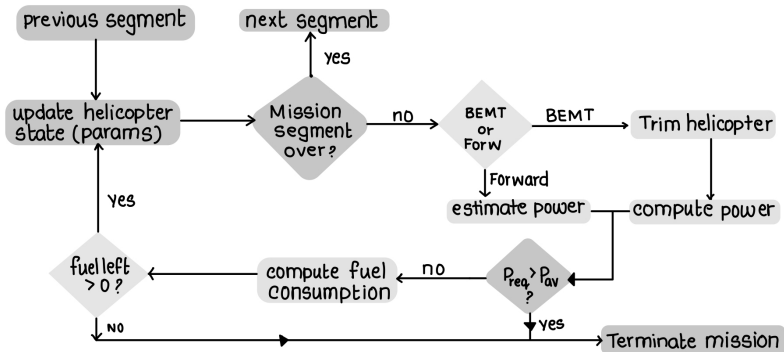 previous segment
next segment
yes
update helicopter
state (params)
Mission
segment
over?
no
BEMT
or
ForW
BEMT
Trim helicopter
Forward
estimate power
compute power
yes
fuel left
> 0 ?
compute fuel
consumption
no
Preq > Pav
?
NO
yes
Terminate mission